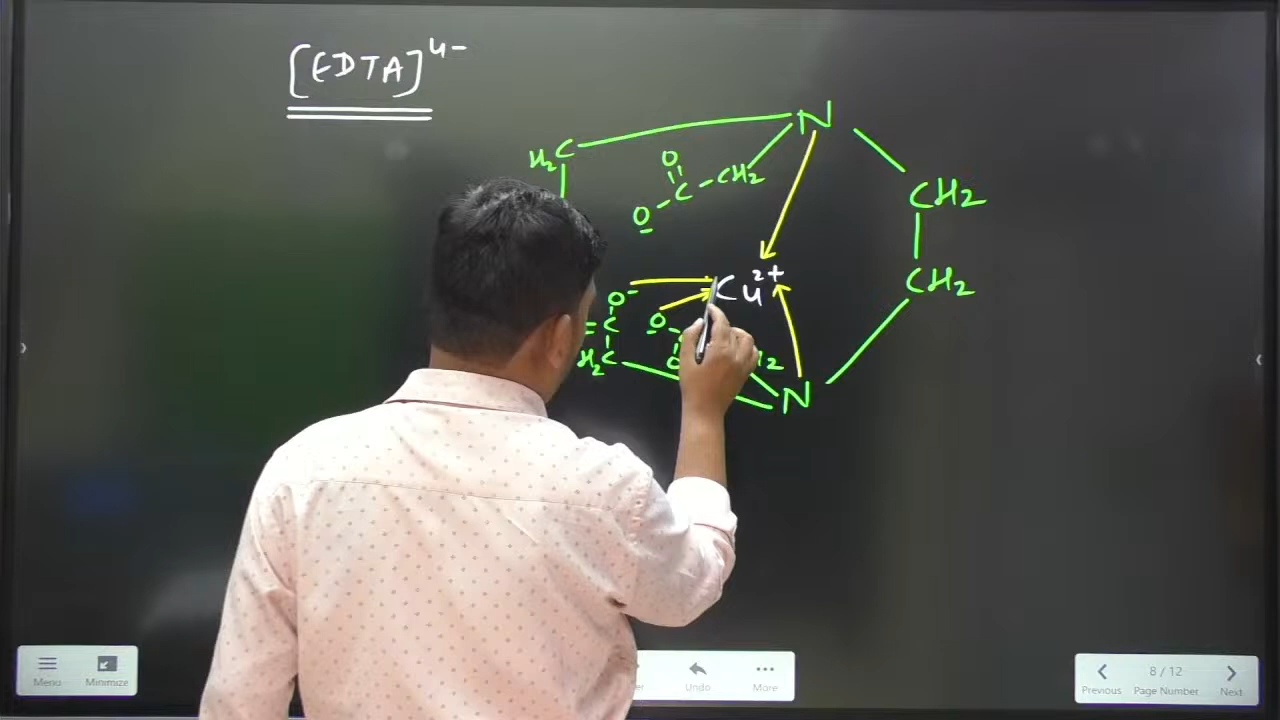 [EDTA]⁴⁻
N
H₂C
O
C-CH₂
O
CH₂
Cu²⁺
CH₂
O⁻
C
O
H₂C
O
N
Menu
Minimize
Undo
More
8 / 12
Previous
Page Number
Next